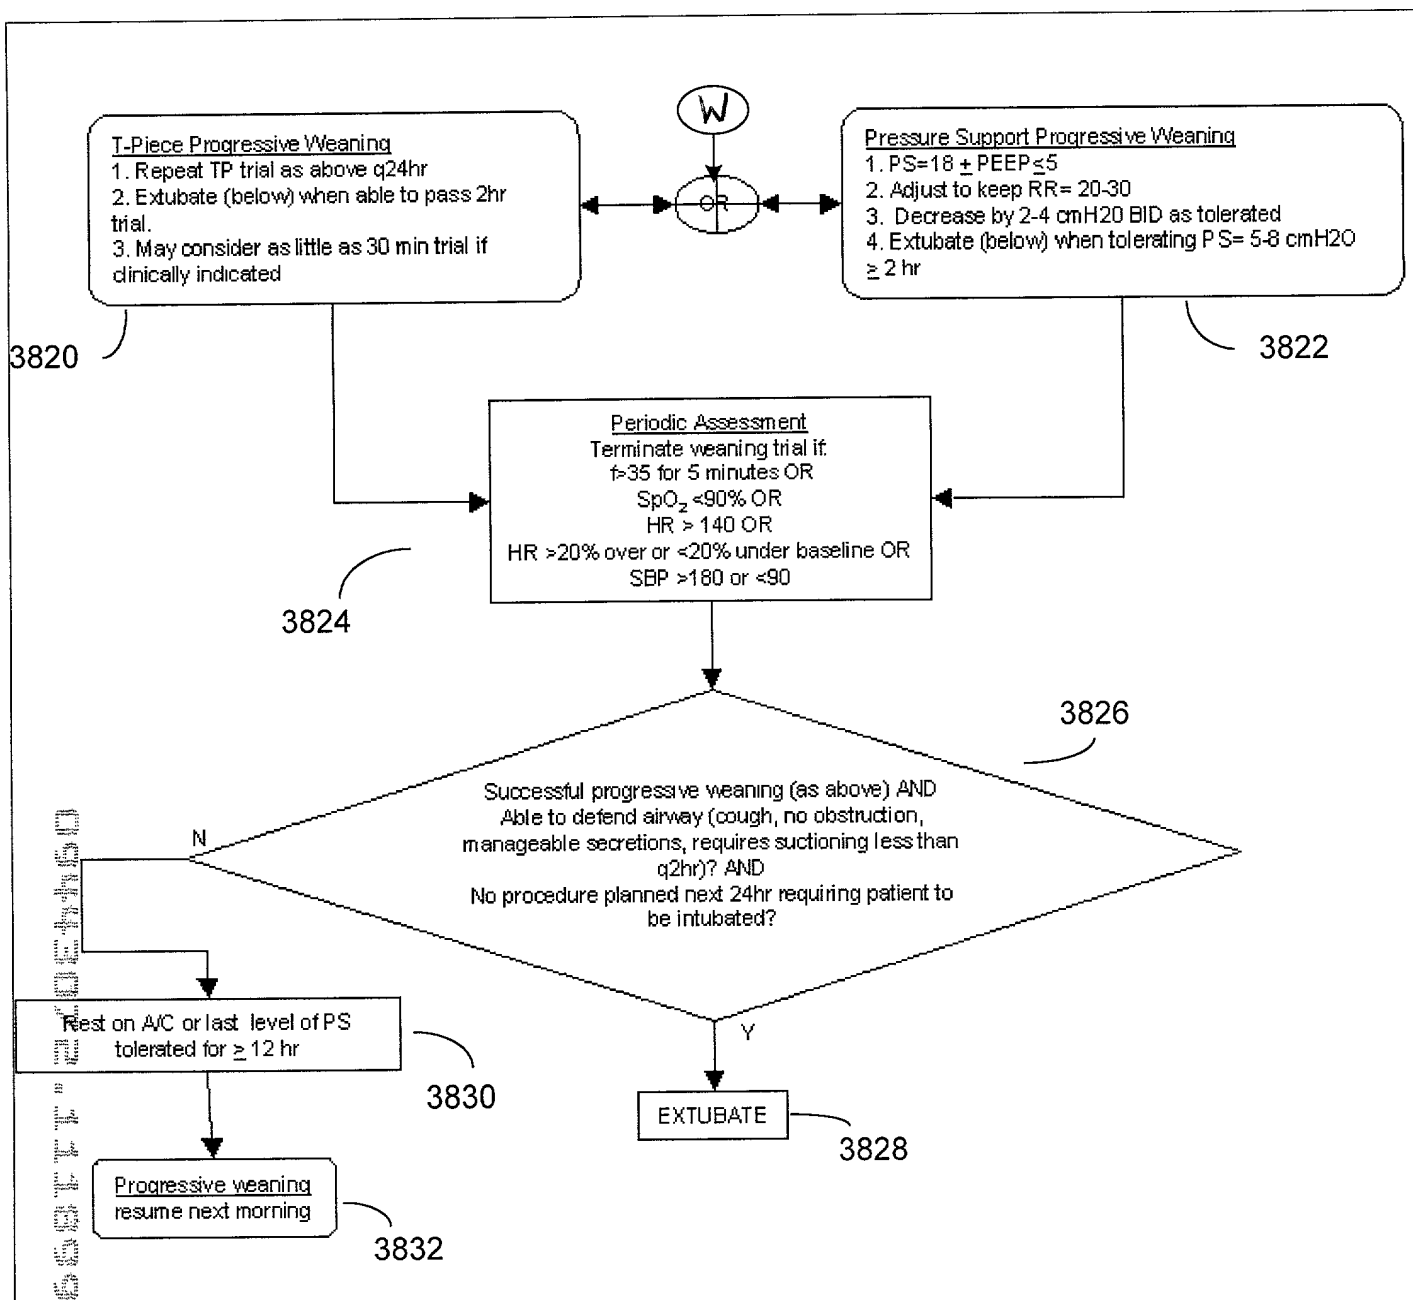 W
T-Piece Progressive Weaning
1. Repeat TP trial as above q24hr
2. Extubate (below) when able to pass 2hr
trial.
3. May consider as little as 30 min trial if
clinically indicated
OR
Pressure Support Progressive Weaning
1. PS=18 ± PEEP≤5
2. Adjust to keep RR= 20-30
3. Decrease by 2-4 cmH20 BID as tolerated
4. Extubate (below) when tolerating PS= 5-8 cmH2O
≥ 2 hr
3820
3822
Periodic Assessment
Terminate weaning trial if:
f>35 for 5 minutes OR
SpO₂ <90% OR
HR > 140 OR
HR >20% over or <20% under baseline OR
SBP >180 or <90
3824
3826
Successful progressive weaning (as above) AND
Able to defend airway (cough, no obstruction,
manageable secretions, requires suctioning less than
q2hr)? AND
No procedure planned next 24hr requiring patient to
be intubated?
N
Y
Rest on A/C or last level of PS
tolerated for ≥ 12 hr
3830
EXTUBATE
3828
Progressive weaning
resume next morning
3832